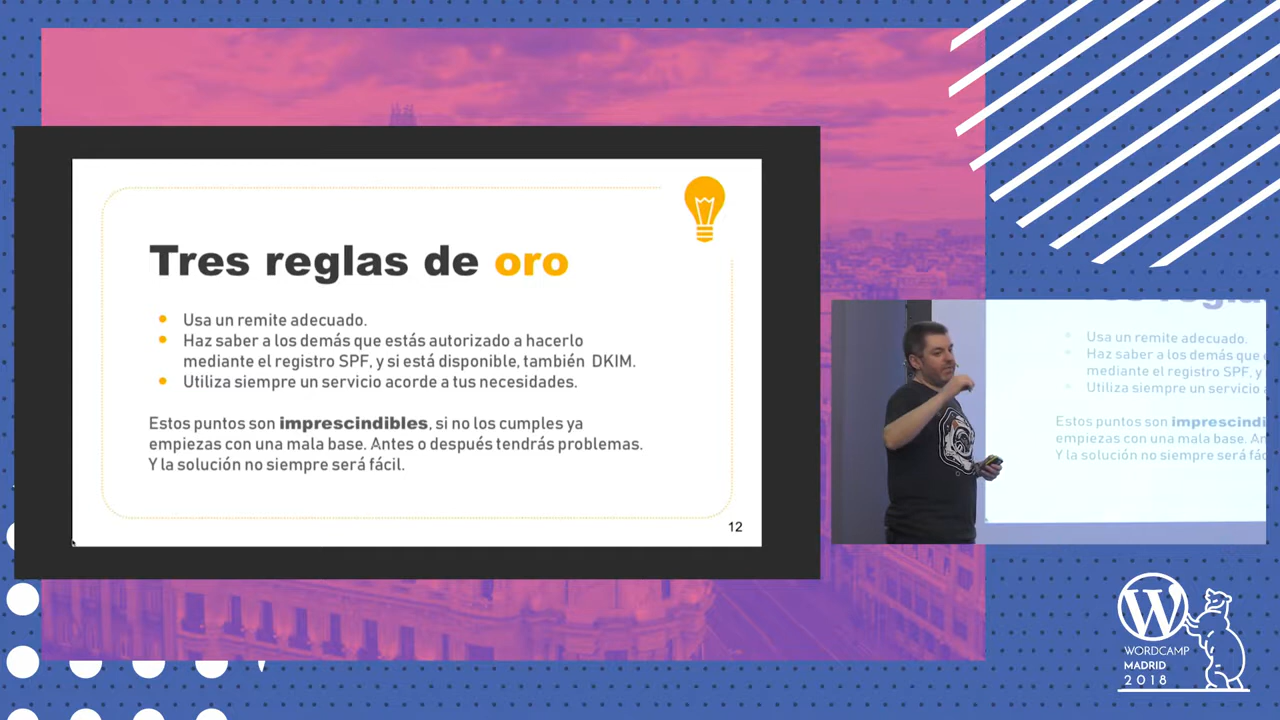 Tres reglas de oro
Usa un remite adecuado.
Haz saber a los demás que estás autorizado a hacerlo
mediante el registro SPF, y si está disponible, también DKIM.
Utiliza siempre un servicio acorde a tus necesidades.
Estos puntos son imprescindibles, si no los cumples ya
empiezas con una mala base. Antes o después tendrás problemas.
Y la solución no siempre será fácil.
12
Usa un remite adecuado.
Haz saber a los demás que
mediante el registro SPF, y
Utiliza siempre un servicio
Estos puntos son imprescindi
empiezas con una mala base. An
Y la solución no siempre será fác
WORDCAMP
MADRID
2018